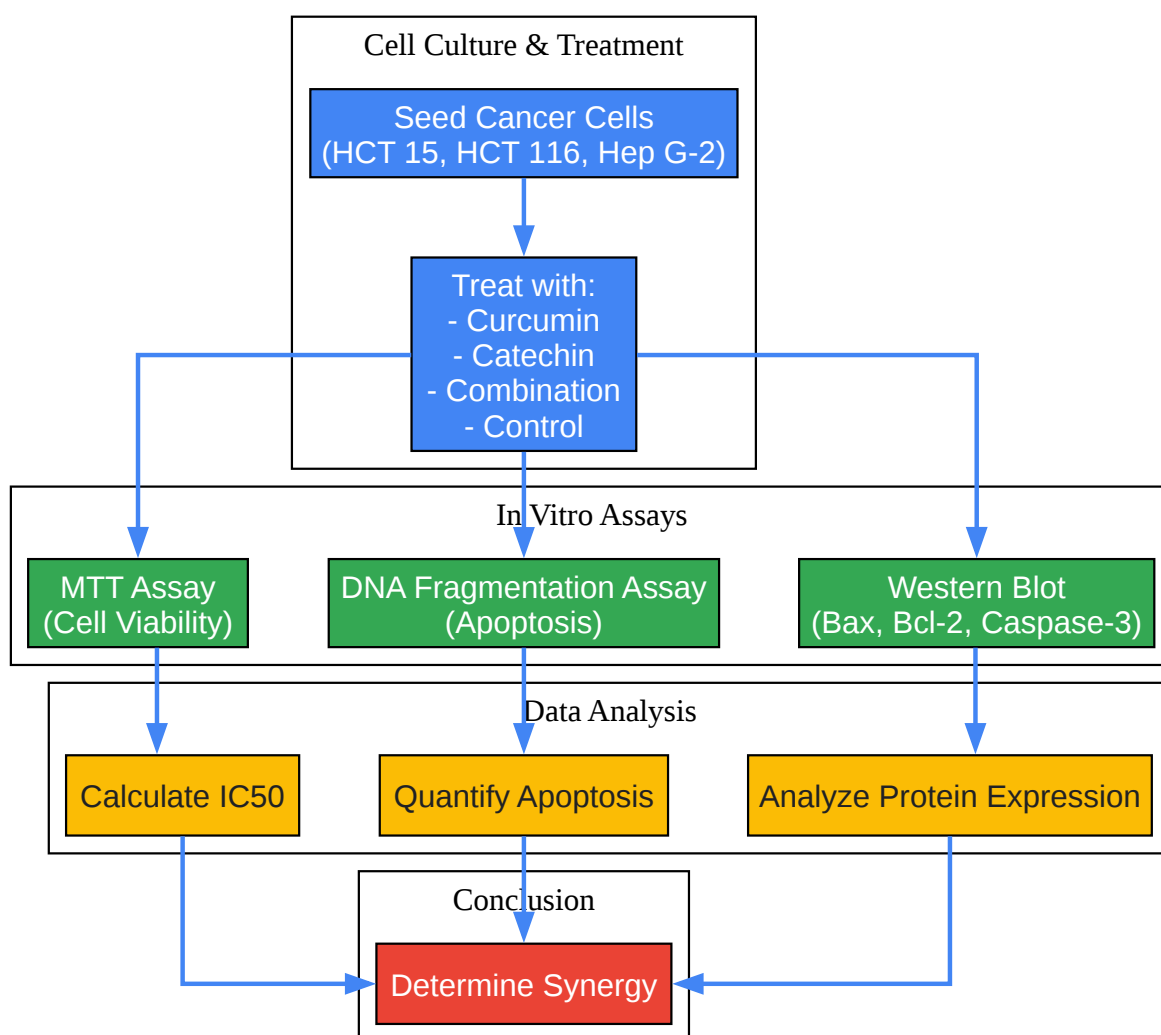 Cell Culture & Treatment
Seed Cancer Cells
(HCT 15, HCT 116, Hep G-2)
Treat with:
- Curcumin
- Catechin
- Combination
- Control
In Vitro Assays
MTT Assay
(Cell Viability)
DNA Fragmentation Assay
(Apoptosis)
Western Blot
(Bax, Bcl-2, Caspase-3)
Data Analysis
Calculate IC50
Quantify Apoptosis
Analyze Protein Expression
Conclusion
Determine Synergy